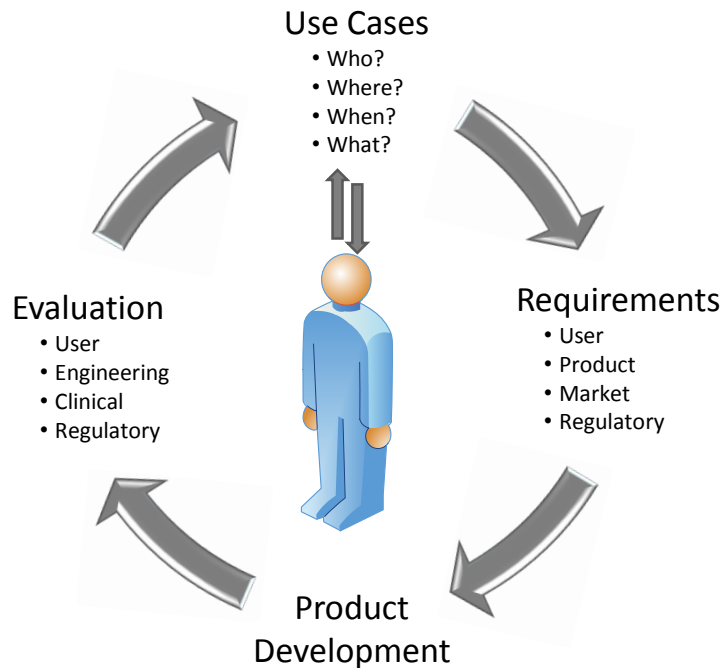 Use Cases
• Who?
• Where?
• When?
• What?
Evaluation
• User
• Engineering
• Clinical
• Regulatory
Requirements
• User
• Product
• Market
• Regulatory
Product
Development